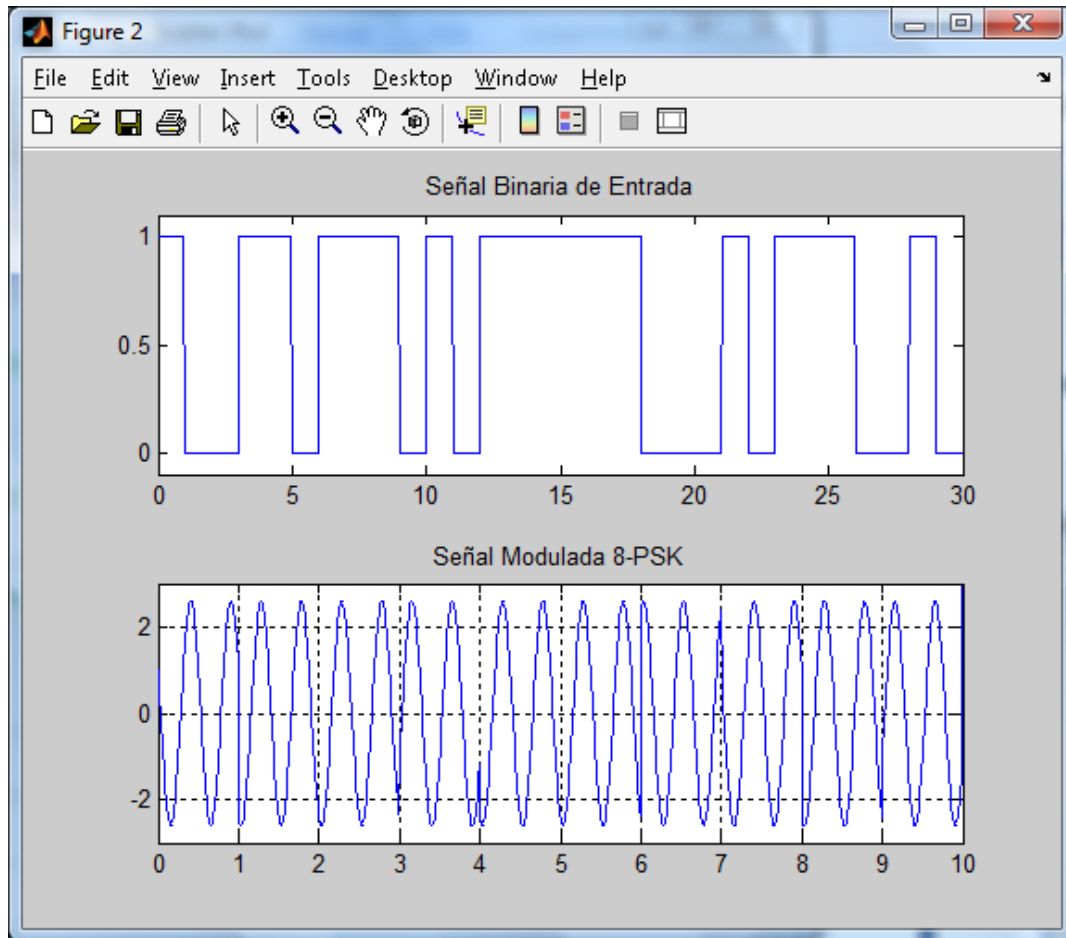 Figure 2
File Edit View Insert Tools Desktop Window Help
Señal Binaria de Entrada
1
0.5
0
0 5 10 15 20 25 30
Señal Modulada 8-PSK
2
0
-2
0 1 2 3 4 5 6 7 8 9 10